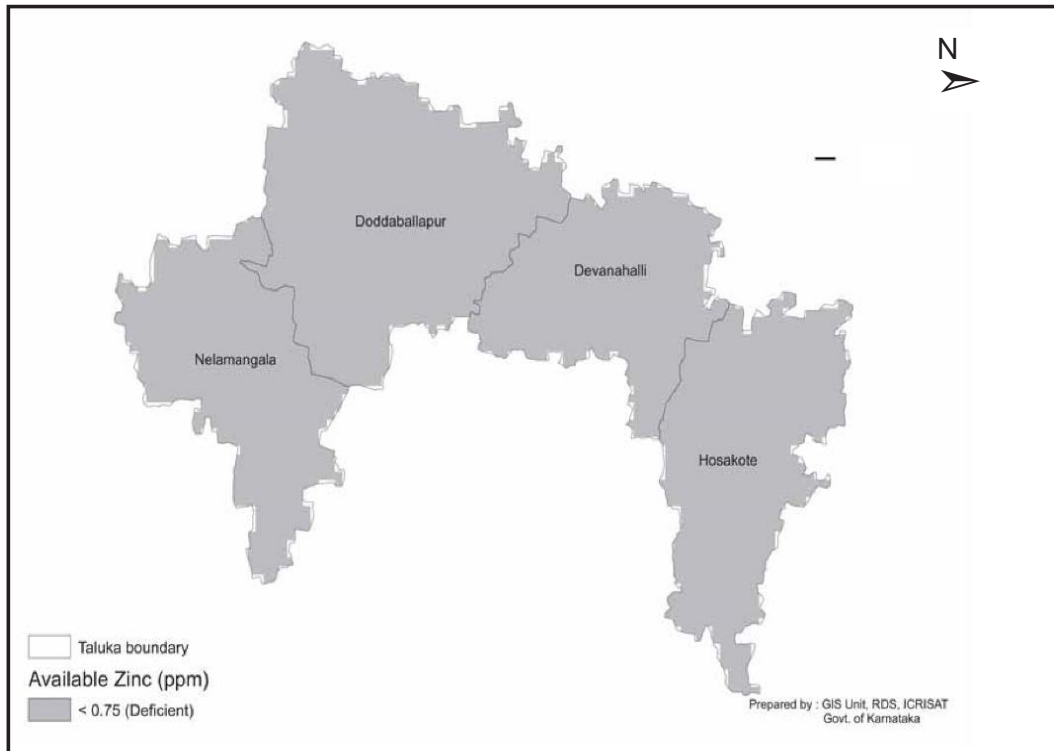 N
Doddaballapur
Devanahalli
Nelamangala
Hosakote
Taluka boundary
Available Zinc (ppm)
< 0.75 (Deficient)
Prepared by : GIS Unit, RDS, ICRISAT
Govt. of Karnataka